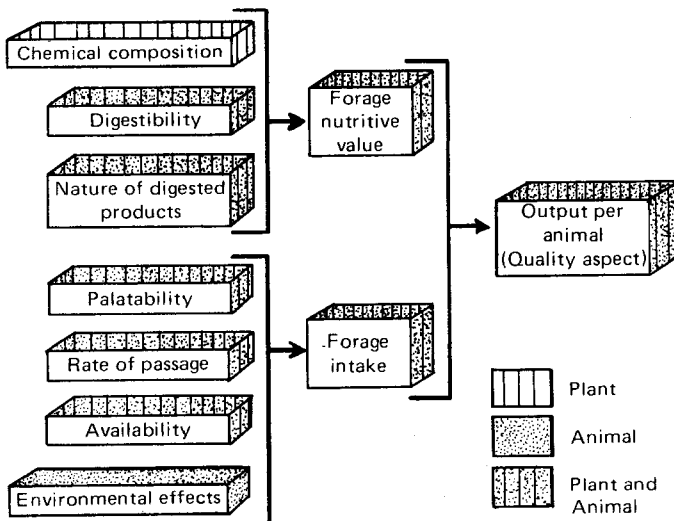 Chemical composition
Digestibility
Nature of digested
products
Palatability
Rate of passage
Availability
Environmental effects
Forage
nutritive
value
Forage
intake
Output per
animal
(Quality aspect)
Plant
Animal
Plant and
Animal